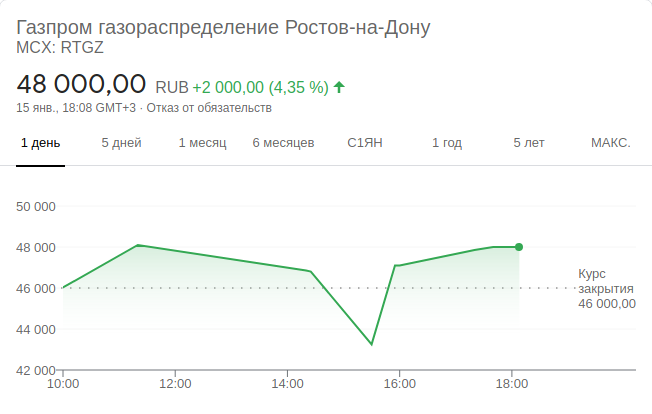 Газпром газораспределение Ростов-на-Дону
MCX: RTGZ
48 000,00 RUB +2 000,00 (4,35 %)
15 янв., 18:08 GMT+3 · Отказ от обязательств
1 день 5 дней 1 месяц 6 месяцев С1ЯН 1 год 5 лет МАКС.
50 000
48 000
46 000
44 000
42 000
Курс
закрытия
46 000,00
10:00 12:00 14:00 16:00 18:00